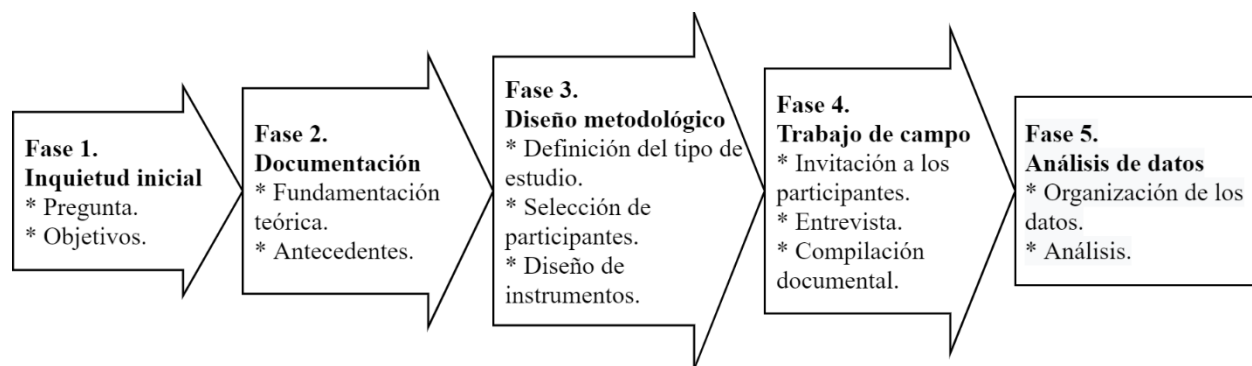 Fase 1.
Inquietud inicial
* Pregunta.
* Objetivos.
Fase 2.
Documentación
* Fundamentación
teórica.
* Antecedentes.
Fase 3.
Diseño metodológico
* Definición del tipo de
estudio.
* Selección de
participantes.
* Diseño de
instrumentos.
Fase 4.
Trabajo de campo
* Invitación a los
participantes.
* Entrevista.
* Compilación
documental.
Fase 5.
Análisis de datos
* Organización de los
datos.
* Análisis.